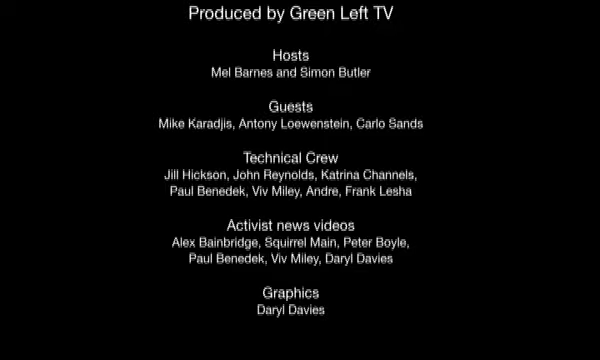 Produced by Green Left TV
Hosts
Mel Barnes and Simon Butler
Guests
Mike Karadjis, Antony Loewenstein, Carlo Sands
Technical Crew
Jill Hickson, John Reynolds, Katrina Channels,
Paul Benedek, Viv Miley, Andre, Frank Lesha
Activist news videos
Alex Bainbridge, Squirrel Main, Peter Boyle,
Paul Benedek, Viv Miley, Daryl Davies
Graphics
Daryl Davies